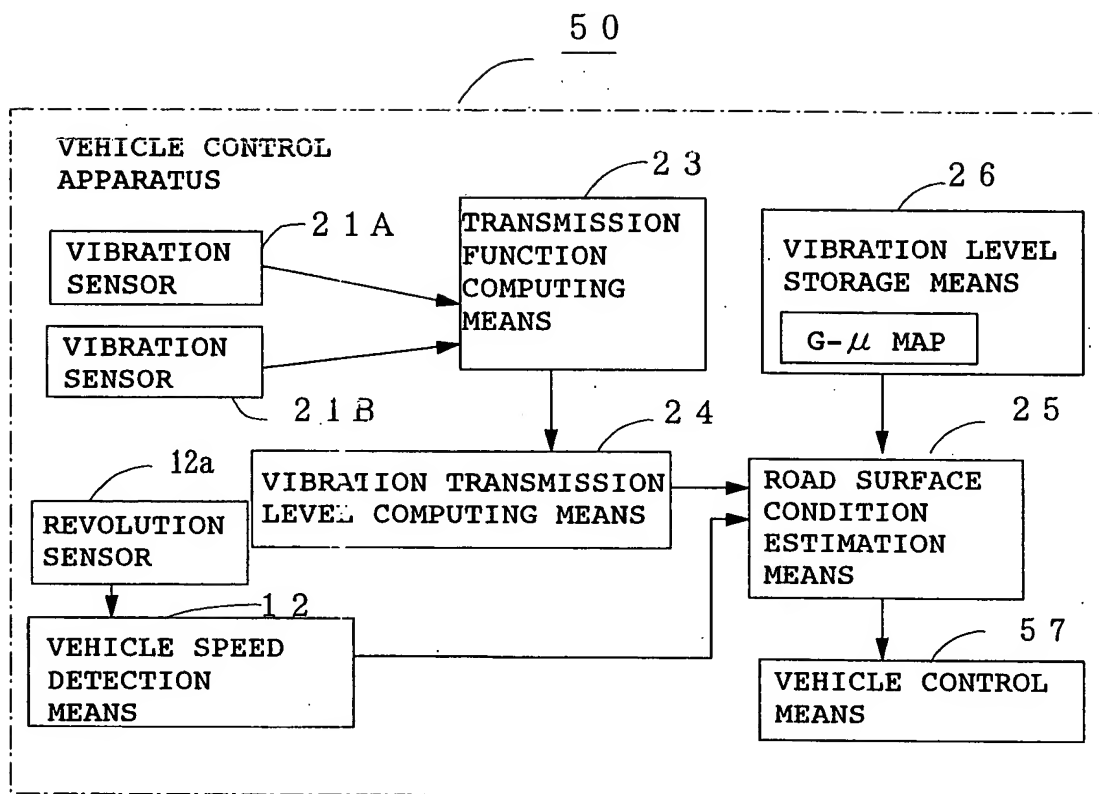 50
VEHICLE CONTROL
APPARATUS
23
26
21A
VIBRATION
SENSOR
TRANSMISSION
FUNCTION
COMPUTING
MEANS
VIBRATION LEVEL
STORAGE MEANS
G-μ MAP
VIBRATION
SENSOR
21B
24
25
12a
VIBRATION TRANSMISSION
LEVEL COMPUTING MEANS
ROAD SURFACE
CONDITION
ESTIMATION
MEANS
REVOLUTION
SENSOR
12
VEHICLE SPEED
DETECTION
MEANS
57
VEHICLE CONTROL
MEANS